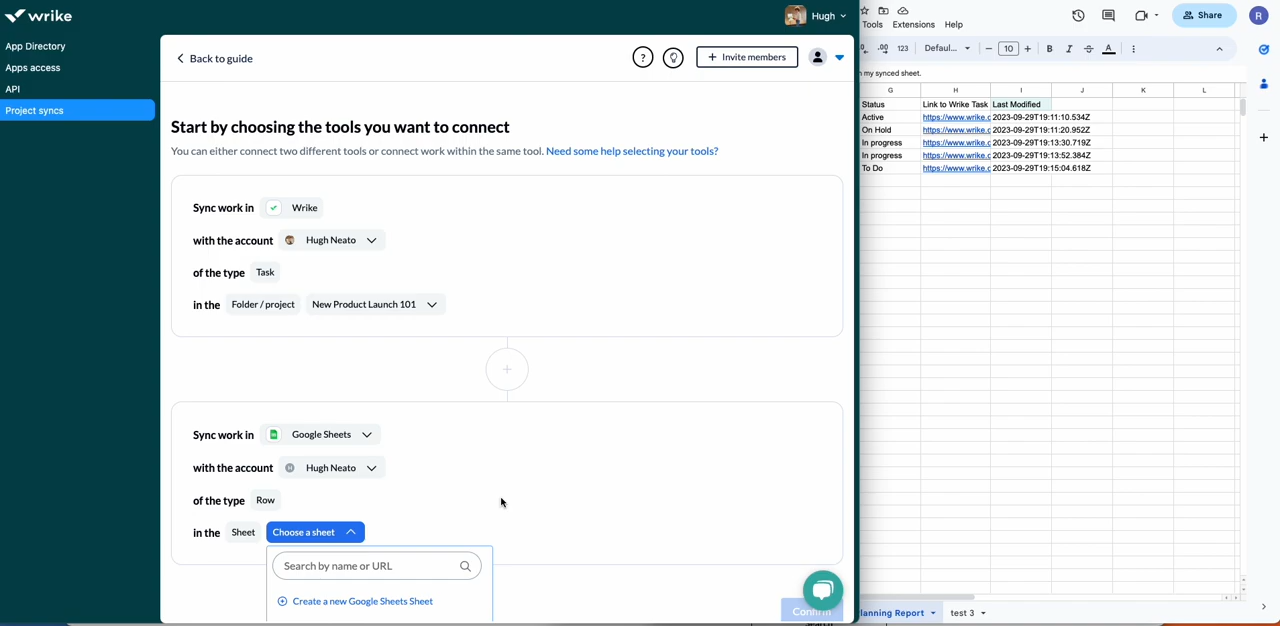 wrike
Hugh
App Directory
Apps access
API
Project syncs
Back to guide
?
+ Invite members
Start by choosing the tools you want to connect
You can either connect two different tools or connect work within the same tool. Need some help selecting your tools?
Sync work in Wrike
with the account Hugh Neato
of the type Task
in the Folder / project New Product Launch 101
+
Sync work in Google Sheets
with the account Hugh Neato
of the type Row
in the Sheet Choose a sheet
Search by name or URL
Create a new Google Sheets Sheet
Confirm
Tools Extensions Help
Share
R
.00 123 Defaul... − 10 + B I S A
my synced sheet.
G H I J K L
Status Link to Wrike Task Last Modified
Active https://www.wrike.c 2023-09-29T19:11:10.534Z
On Hold https://www.wrike.c 2023-09-29T19:11:20.952Z
In progress https://www.wrike.c 2023-09-29T19:13:30.719Z
In progress https://www.wrike.c 2023-09-29T19:13:52.384Z
To Do https://www.wrike.c 2023-09-29T19:15:04.618Z
lanning Report test 3